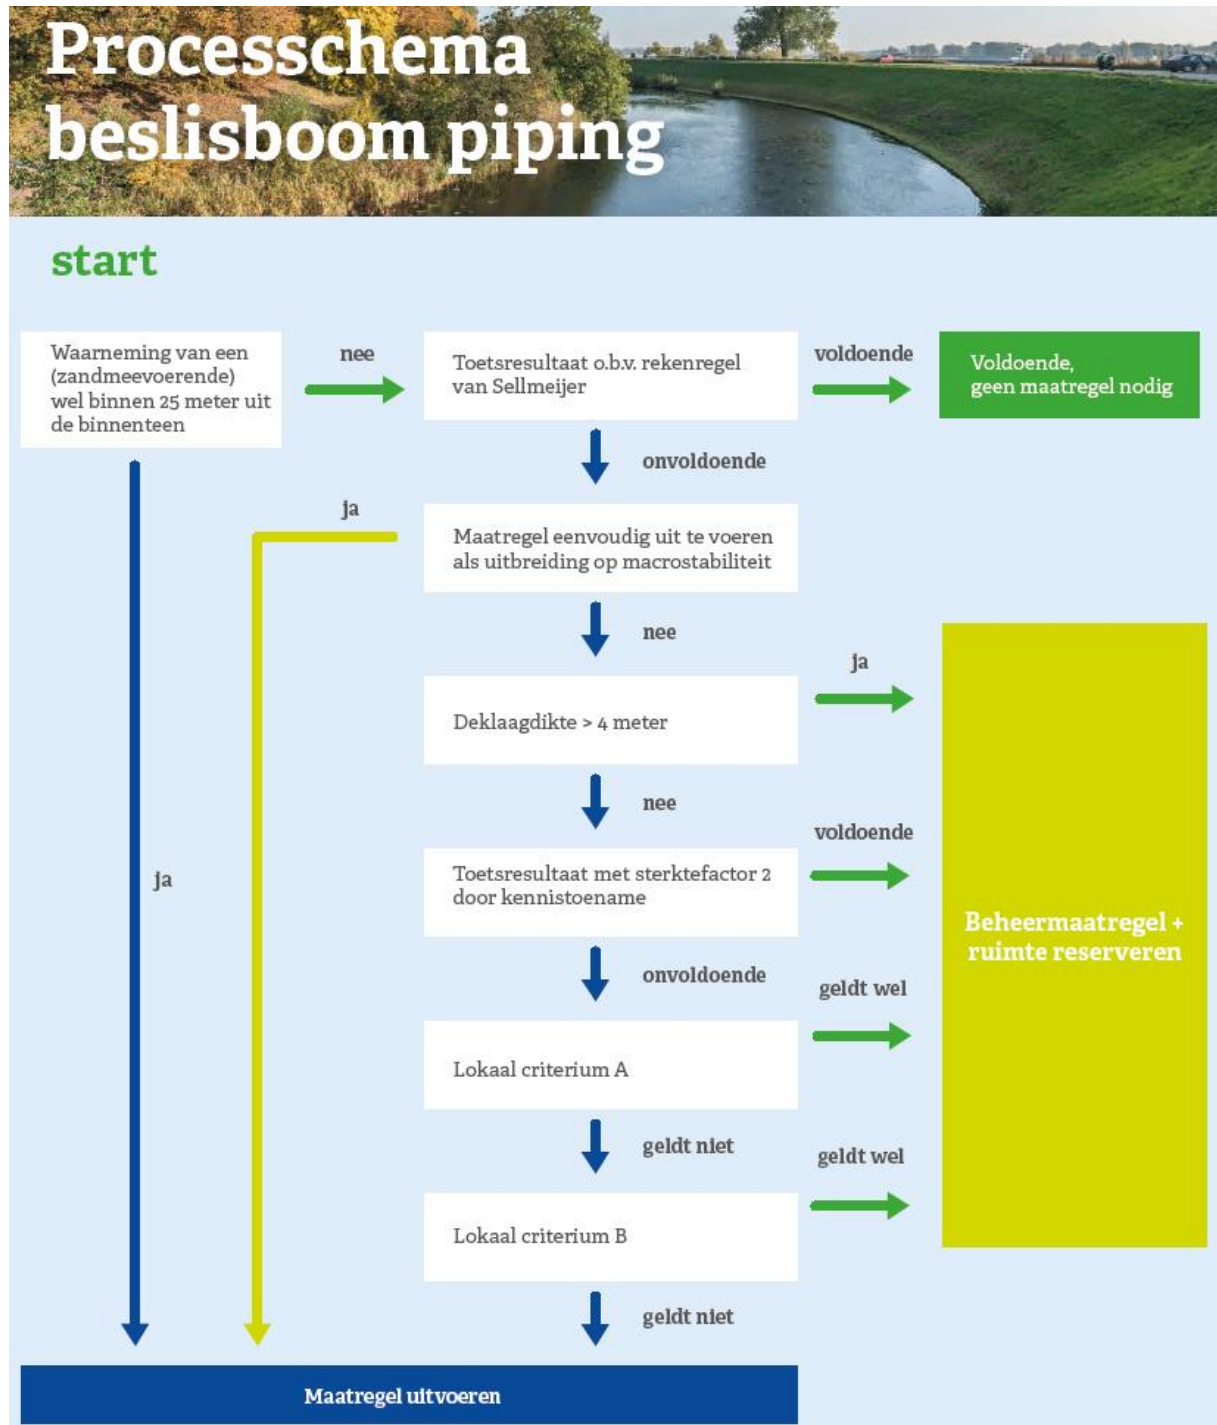 Processchema
beslisboom piping
start
Waarneming van een
(zandmeevoerende)
wel binnen 25 meter uit
de binnenteen
nee
Toetsresultaat o.b.v. rekenregel
van Sellmeijer
voldoende
Voldoende,
geen maatregel nodig
onvoldoende
ja
Maatregel eenvoudig uit te voeren
als uitbreiding op macrostabiliteit
nee
ja
Deklaagdikte > 4 meter
nee
voldoende
ja
Toetsresultaat met sterktefactor 2
door kennistoename
Beheermaatregel +
ruimte reserveren
onvoldoende
geldt wel
Lokaal criterium A
geldt niet
geldt wel
Lokaal criterium B
geldt niet
Maatregel uitvoeren